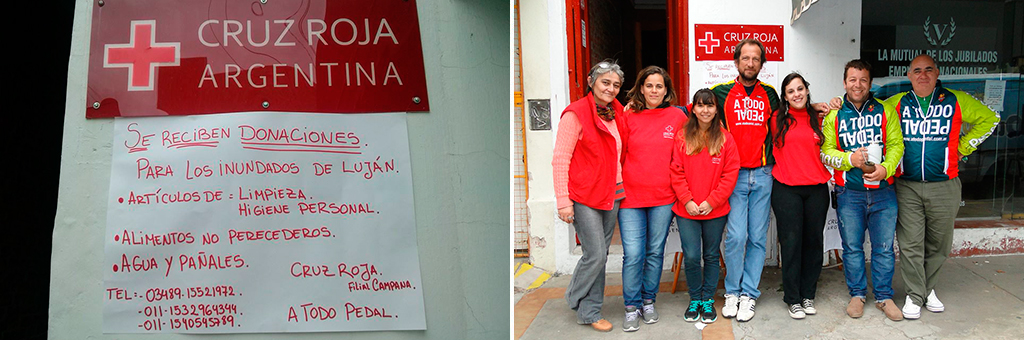 CRUZ ROJA
ARGENTINA
SE RECIBEN DONACIONES.
PARA LOS INUNDADOS DE LUJÁN.
• ARTÍCULOS DE = LIMPIEZA.
HIGIENE PERSONAL.
• ALIMENTOS NO PERECEDEROS.
• AGUA Y PAÑALES.
CRUZ ROJA.
FILIN CAMPANA.
TEL: - 03489-15521972.
- 011-1532964344.
- 011-1540545789.
A TODO PEDAL.
CRUZ ROJA
ARGENTINA
V
LA MUTUAL DE LOS JUBILADOS
A TODO
PEDAL
A TODO
PEDAL
A TODO
PEDAL